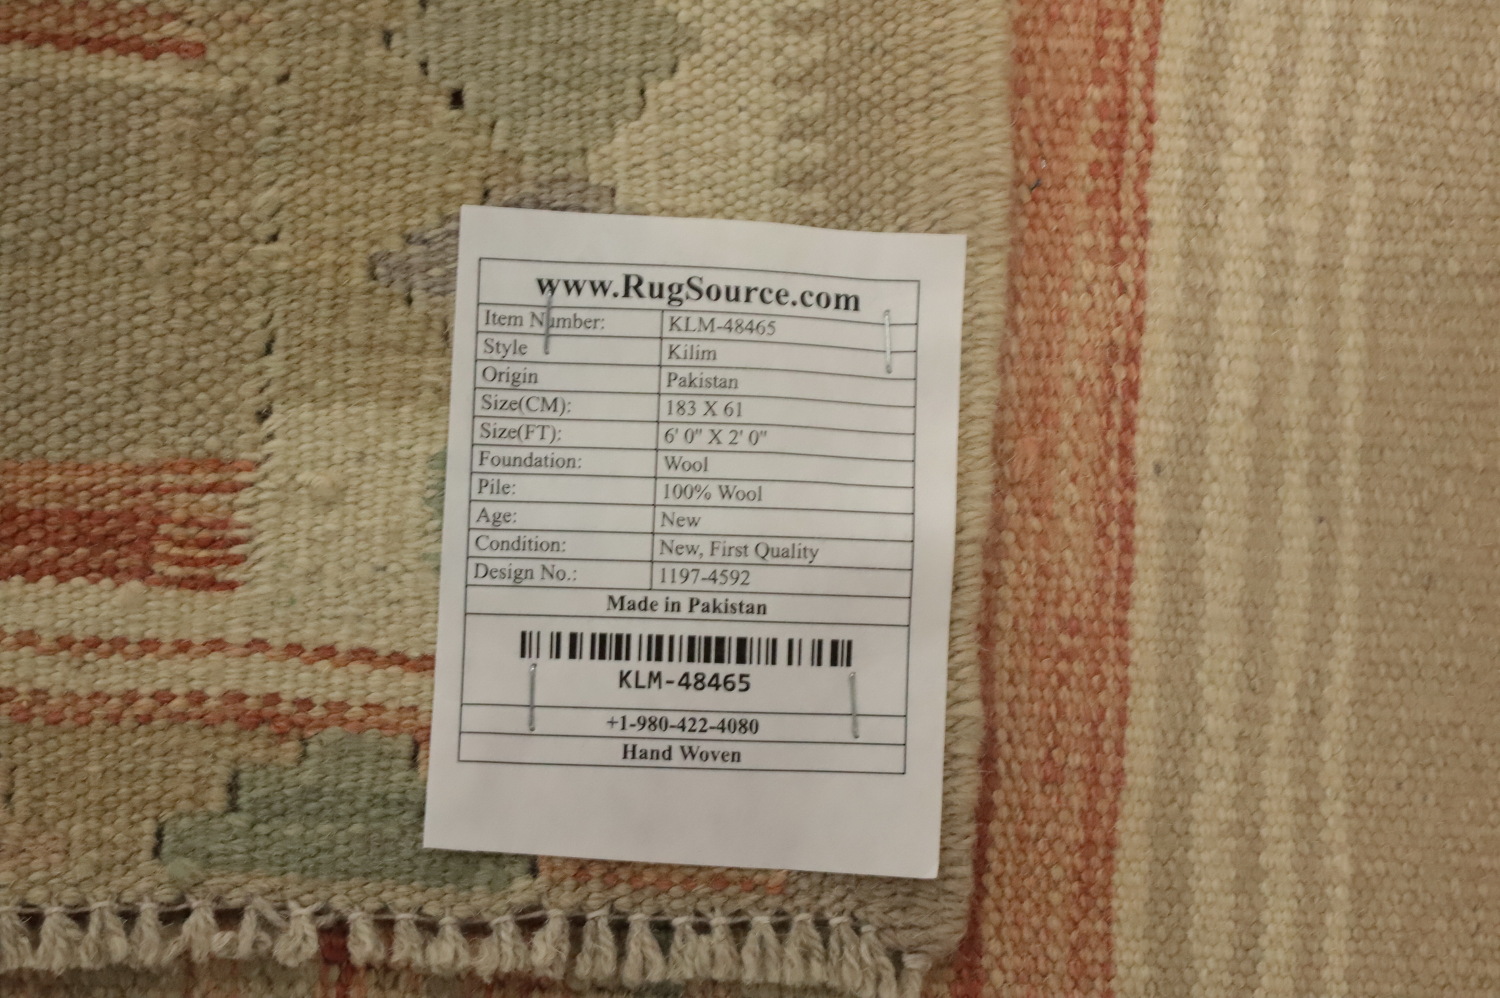 www.RugSource.com
Item Number: KLM-48465
Style Kilim
Origin Pakistan
Size(CM): 183 X 61
Size(FT): 6' 0" X 2' 0"
Foundation: Wool
Pile: 100% Wool
Age: New
Condition: New, First Quality
Design No.: 1197-4592
Made in Pakistan
KLM-48465
+1-980-422-4080
Hand Woven